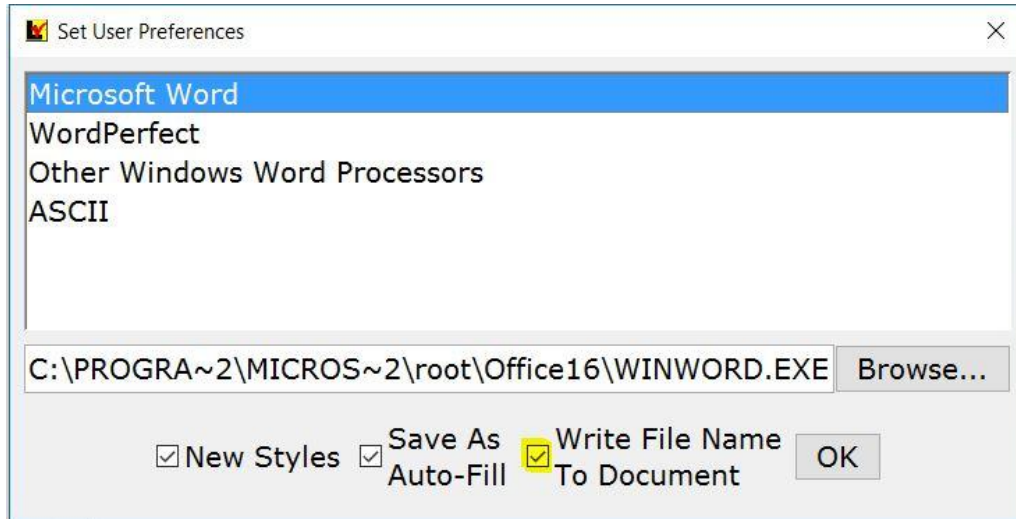 Set User Preferences
Microsoft Word
WordPerfect
Other Windows Word Processors
ASCII
C:\PROGRA~2\MICROS~2\root\Office16\WINWORD.EXE Browse...
New Styles
Save As
Auto-Fill
Write File Name
To Document
OK